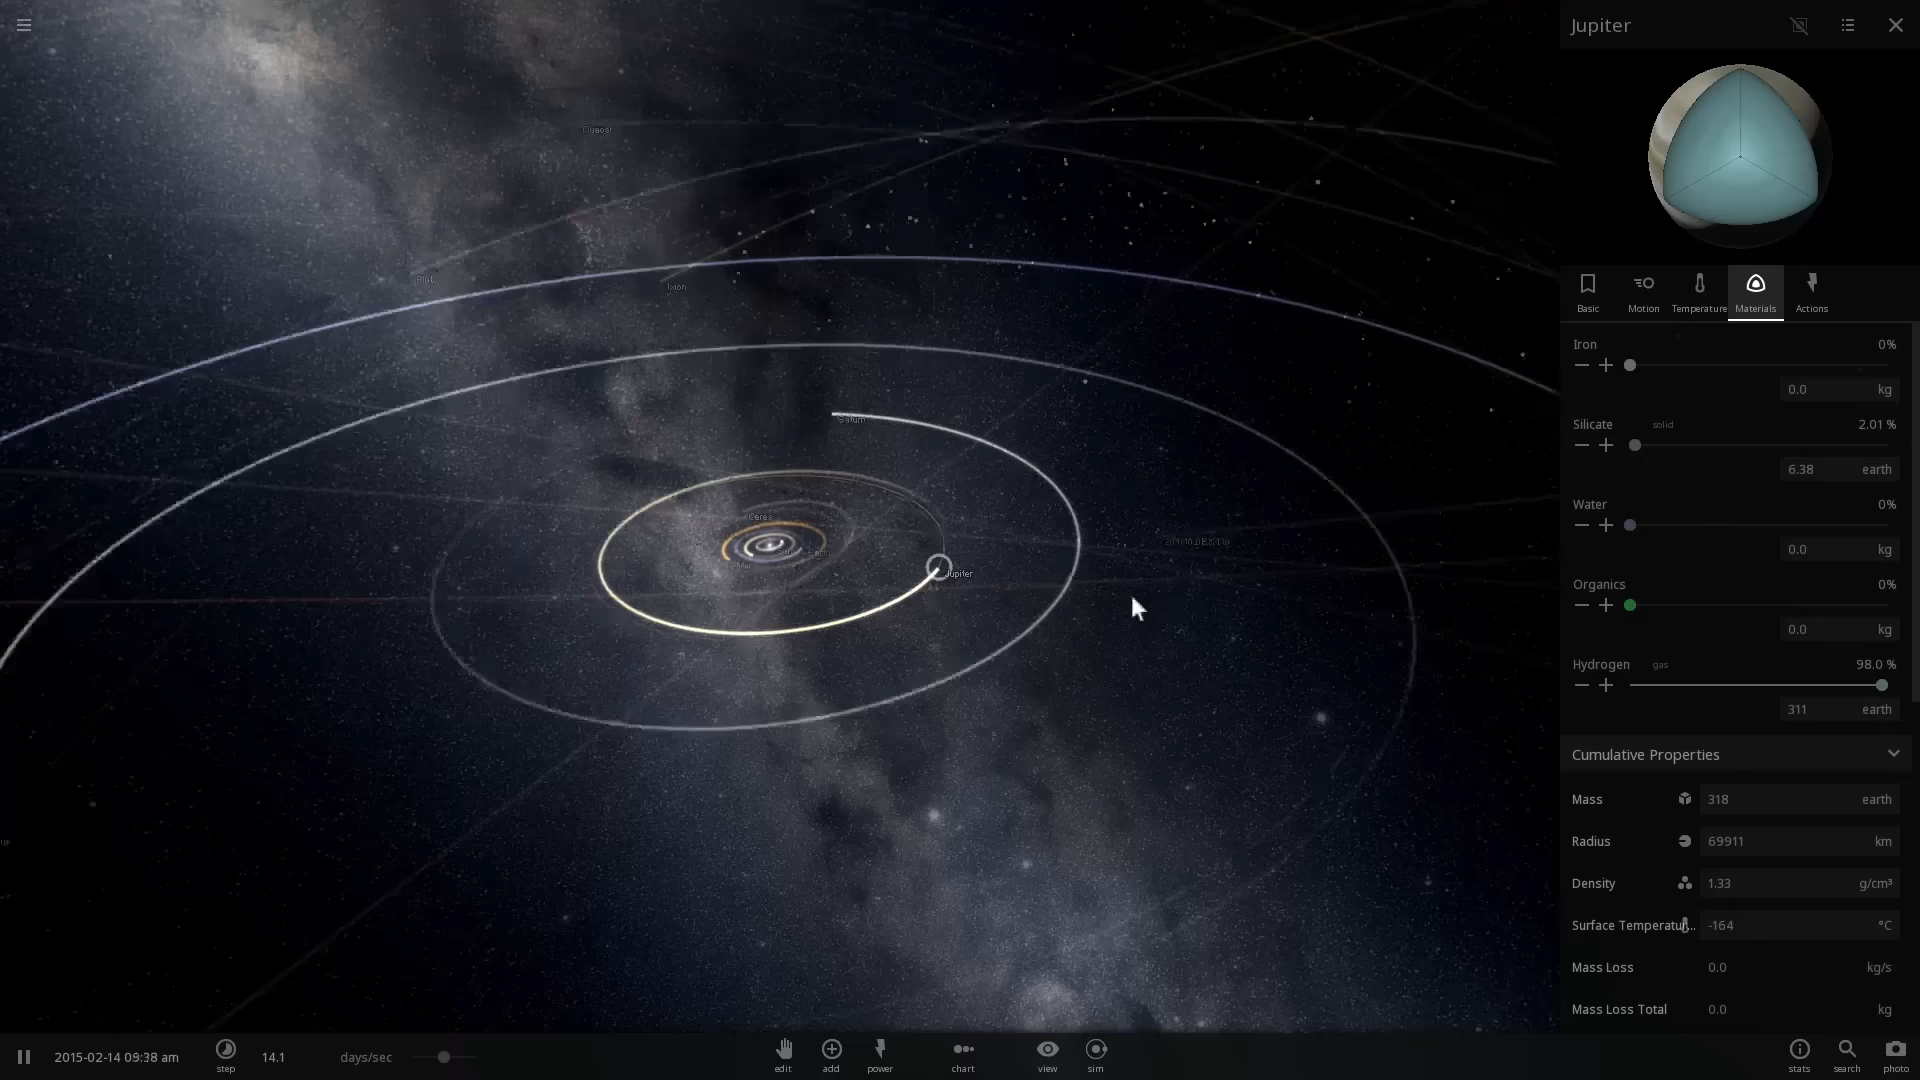 Jupiter
Quaoar
Ixion
Saturn
Ceres
Sun
Earth
Jupiter
Basic
Motion
Temperature
Materials
Actions
Iron 0%
0.0 kg
Silicate solid 2.01 %
6.38 earth
Water 0%
0.0 kg
Organics 0%
0.0 kg
Hydrogen gas 98.0 %
311 earth
Cumulative Properties
Mass 318 earth
Radius 69911 km
Density 1.33 g/cm³
Surface Temperatur... -164 °C
Mass Loss 0.0 kg/s
Mass Loss Total 0.0 kg
2015-02-14 09:38 am
step
14.1 days/sec
edit
add
power
chart
view
sim
stats
search
photo